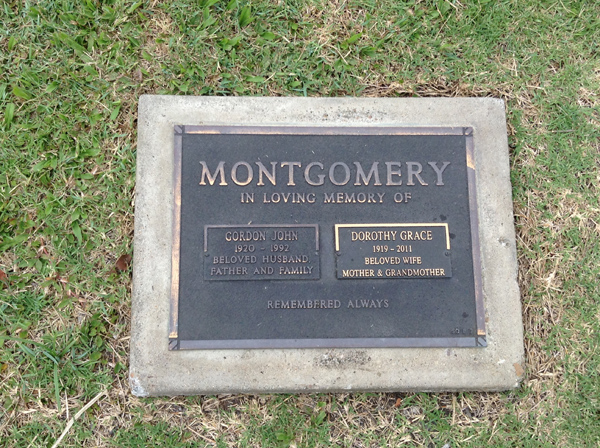 MONTGOMERY
IN LOVING MEMORY OF
GORDON JOHN
1920 - 1992
BELOVED HUSBAND
FATHER AND FAMILY
DOROTHY GRACE
1919 - 2011
BELOVED WIFE
MOTHER & GRANDMOTHER
REMEMBERED ALWAYS